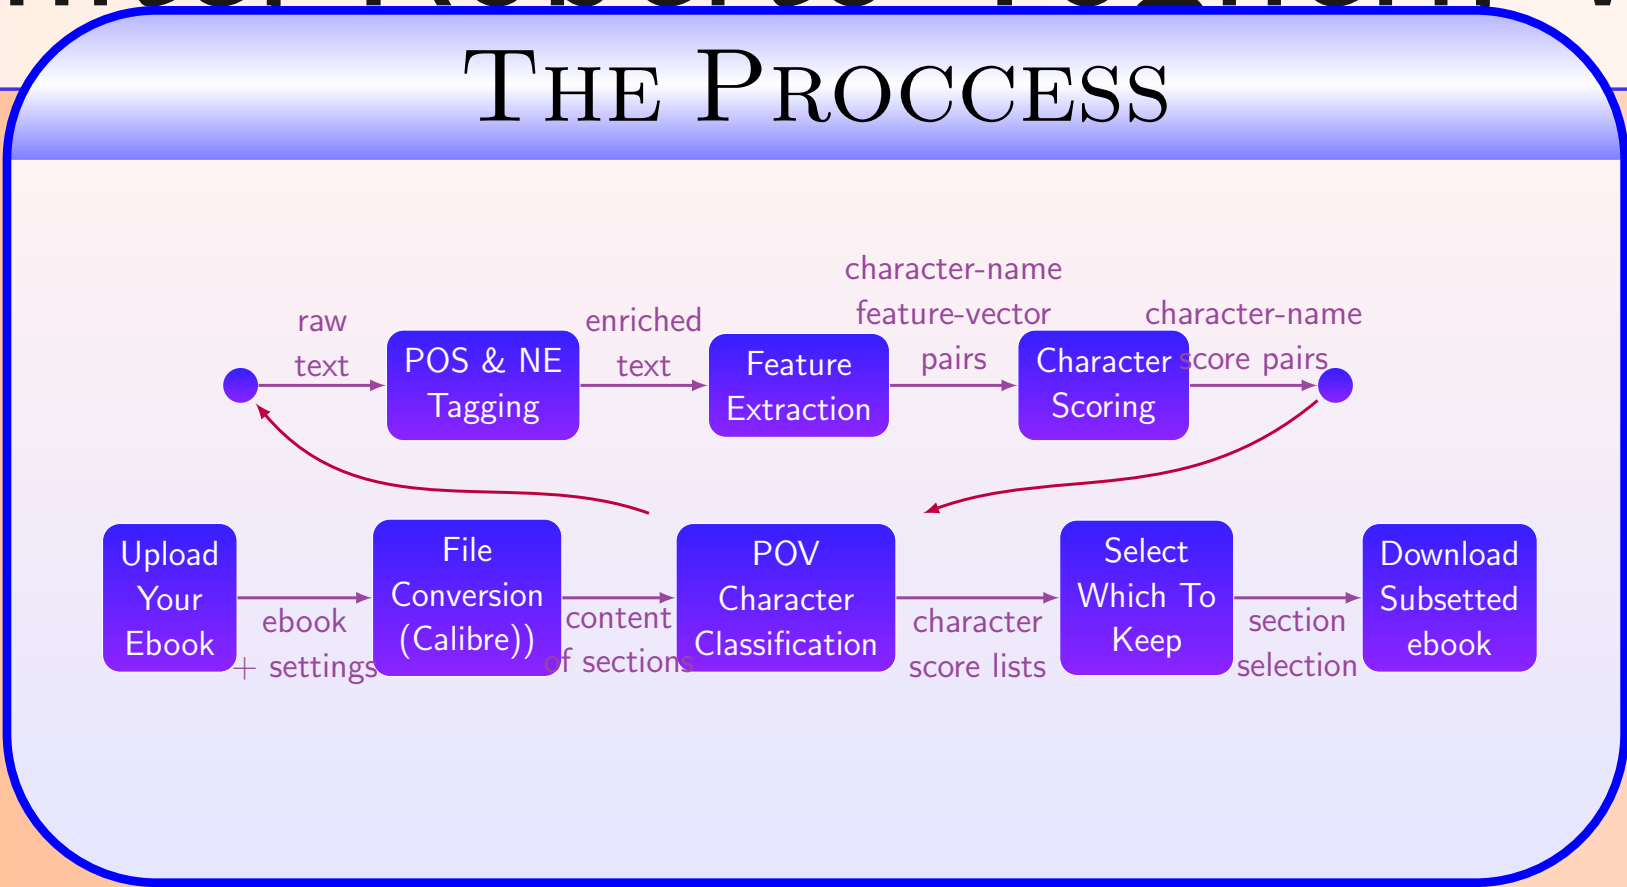 The Proccess
character-name
feature-vector
pairs
character-name
score pairs
raw
text
enriched
text
POS & NE
Tagging
Feature
Extraction
Character
Scoring
Upload
Your
Ebook
ebook
+ settings
File
Conversion
(Calibre))
content
of sections
POV
Character
Classification
character
score lists
Select
Which To
Keep
section
selection
Download
Subsetted
ebook